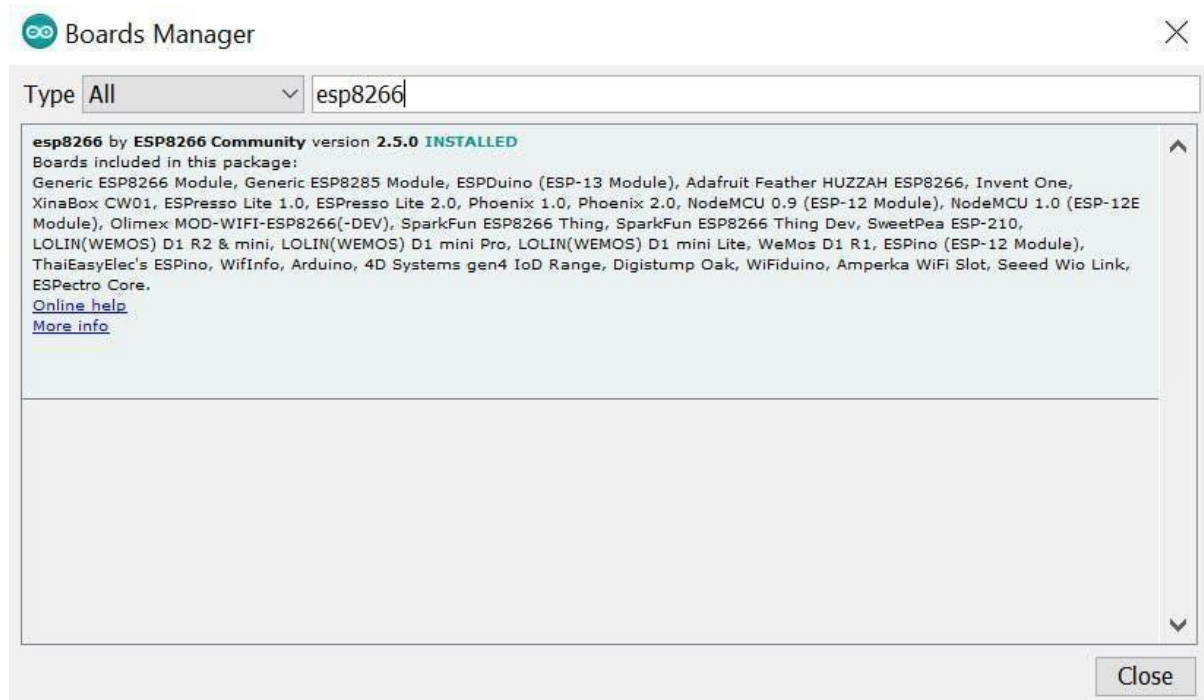 Boards Manager
Type All esp8266
esp8266 by ESP8266 Community version 2.5.0 INSTALLED
Boards included in this package:
Generic ESP8266 Module, Generic ESP8285 Module, ESPDuino (ESP-13 Module), Adafruit Feather HUZZAH ESP8266, Invent One,
XinaBox CW01, ESPresso Lite 1.0, ESPresso Lite 2.0, Phoenix 1.0, Phoenix 2.0, NodeMCU 0.9 (ESP-12 Module), NodeMCU 1.0 (ESP-12E
Module), Olimex MOD-WIFI-ESP8266(-DEV), SparkFun ESP8266 Thing, SparkFun ESP8266 Thing Dev, SweetPea ESP-210,
LOLIN(WEMOS) D1 R2 & mini, LOLIN(WEMOS) D1 mini Pro, LOLIN(WEMOS) D1 mini Lite, WeMos D1 R1, ESPino (ESP-12 Module),
ThaiEasyElec's ESPino, WifInfo, Arduino, 4D Systems gen4 IoD Range, Digistump Oak, WiFiduino, Amperka WiFi Slot, Seeed Wio Link,
ESPectro Core.
Online help
More info
Close